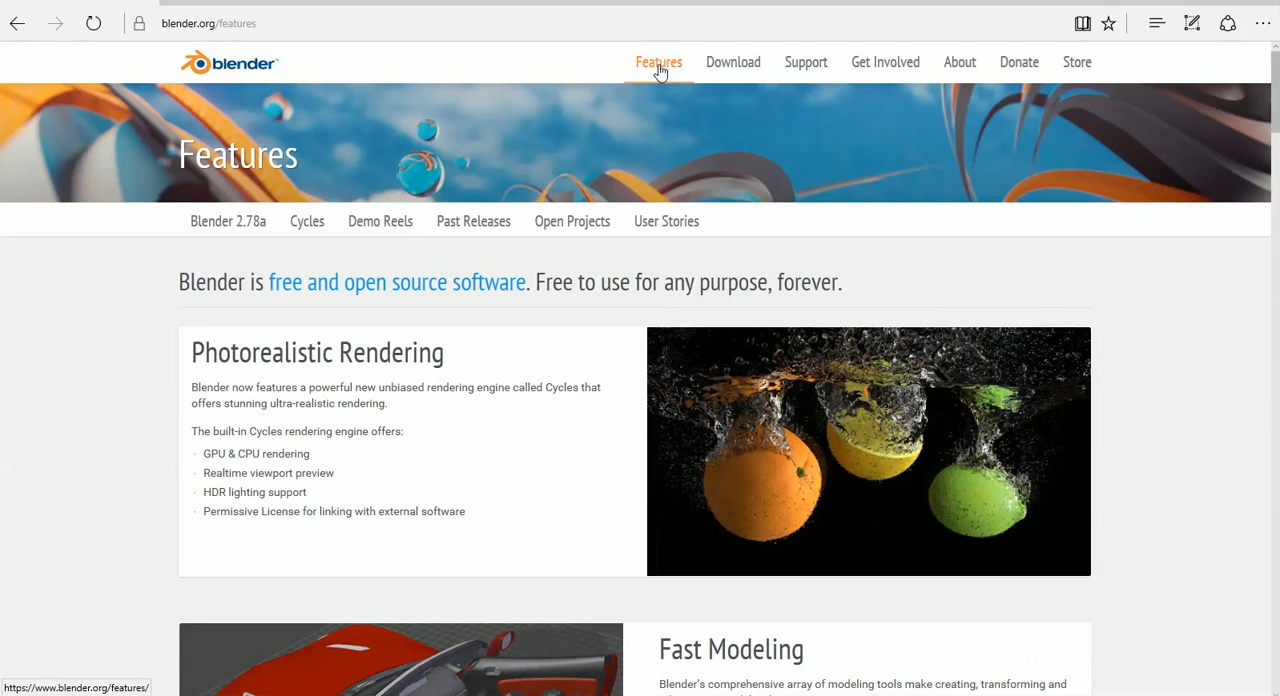 blender.org/features
blender™
Features Download Support Get Involved About Donate Store
Features
Blender 2.78a Cycles Demo Reels Past Releases Open Projects User Stories
Blender is free and open source software. Free to use for any purpose, forever.
Photorealistic Rendering
Blender now features a powerful new unbiased rendering engine called Cycles that
offers stunning ultra-realistic rendering.
The built-in Cycles rendering engine offers:
· GPU & CPU rendering
· Realtime viewport preview
· HDR lighting support
· Permissive License for linking with external software
Fast Modeling
Blender's comprehensive array of modeling tools make creating, transforming and
https://www.blender.org/features/